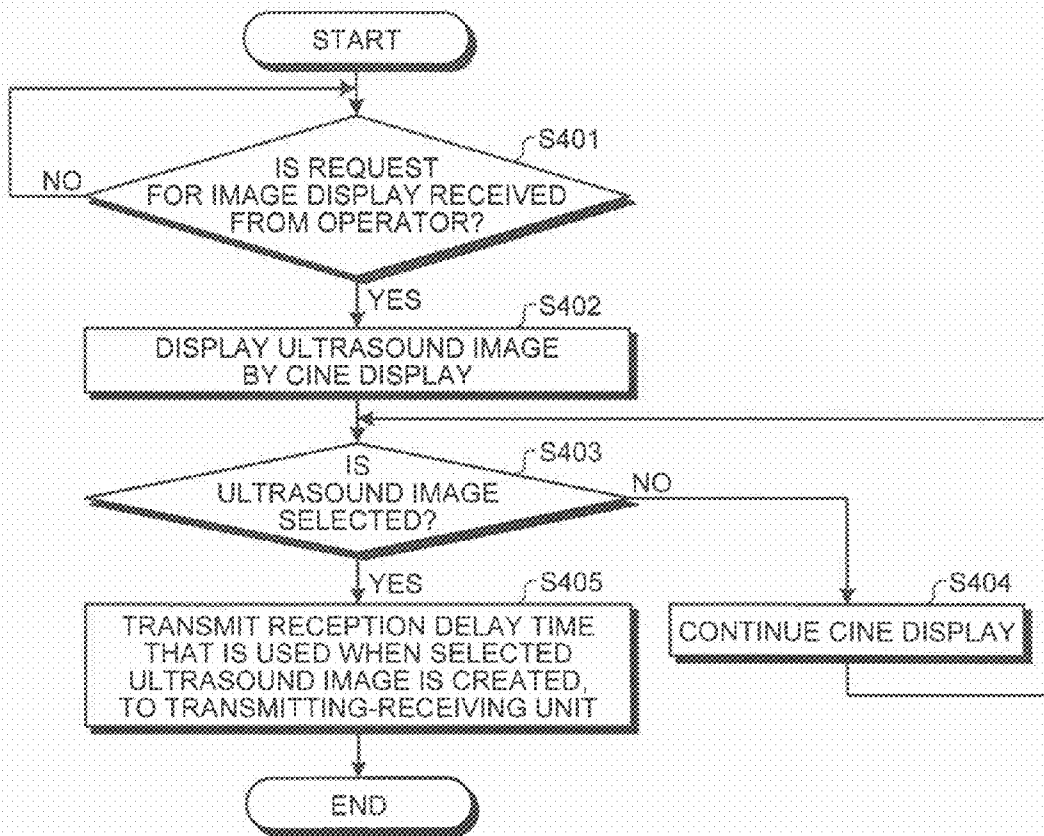 START
S401
IS REQUEST
FOR IMAGE DISPLAY RECEIVED
FROM OPERATOR?
NO
YES
S402
DISPLAY ULTRASOUND IMAGE
BY CINE DISPLAY
S403
IS
ULTRASOUND IMAGE
SELECTED?
NO
YES
S404
CONTINUE CINE DISPLAY
S405
TRANSMIT RECEPTION DELAY TIME
THAT IS USED WHEN SELECTED
ULTRASOUND IMAGE IS CREATED,
TO TRANSMITTING-RECEIVING UNIT
END